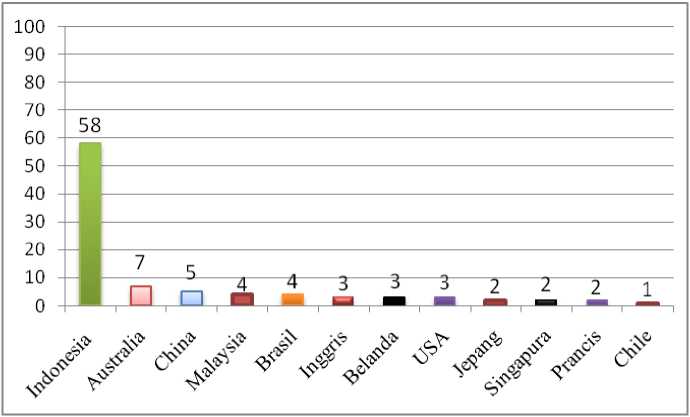 100
90
80
70
60
50
40
30
20
10
0
58
7
5
4
4
3
3
3
2
2
2
1
Indonesia
Australia
China
Malaysia
Brasil
Inggris
Belanda
USA
Jepang
Singapura
Prancis
Chile